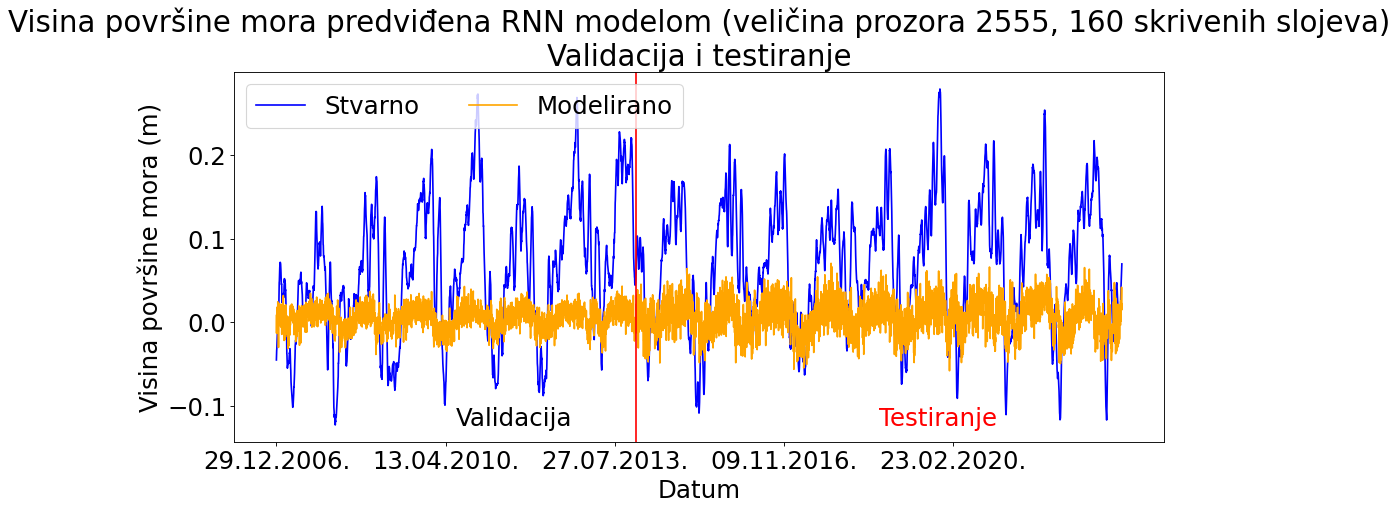 Visina površine mora predviđena RNN modelom (veličina prozora 2555, 160 skrivenih slojeva)
Validacija i testiranje
Stvarno
Modelirano
Visina površine mora (m)
0.2
0.1
0.0
−0.1
Validacija
Testiranje
29.12.2006.
13.04.2010.
27.07.2013.
09.11.2016.
23.02.2020.
Datum